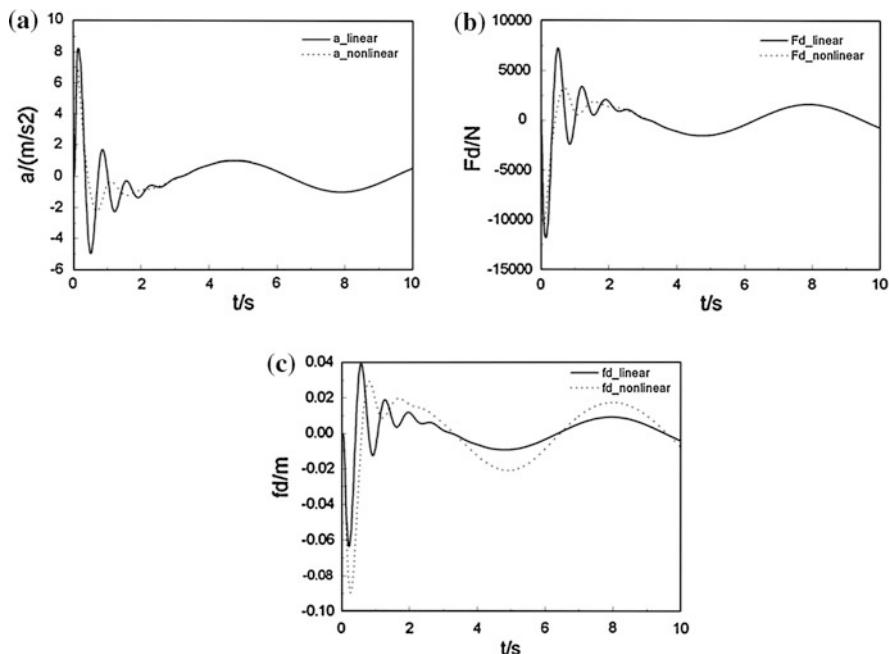 (a)
10
8
6
4
2
0
-2
-4
-6
a/(m/s2)
a_linear
a_nonlinear
0
2
4
6
8
10
t/s
(b)
10000
5000
0
-5000
-10000
-15000
Fd/N
Fd_linear
Fd_nonlinear
0
2
4
6
8
10
t/s
(c)
0.04
0.02
0.00
-0.02
-0.04
-0.06
-0.08
-0.10
fd/m
fd_linear
fd_nonlinear
0
2
4
6
8
10
t/s